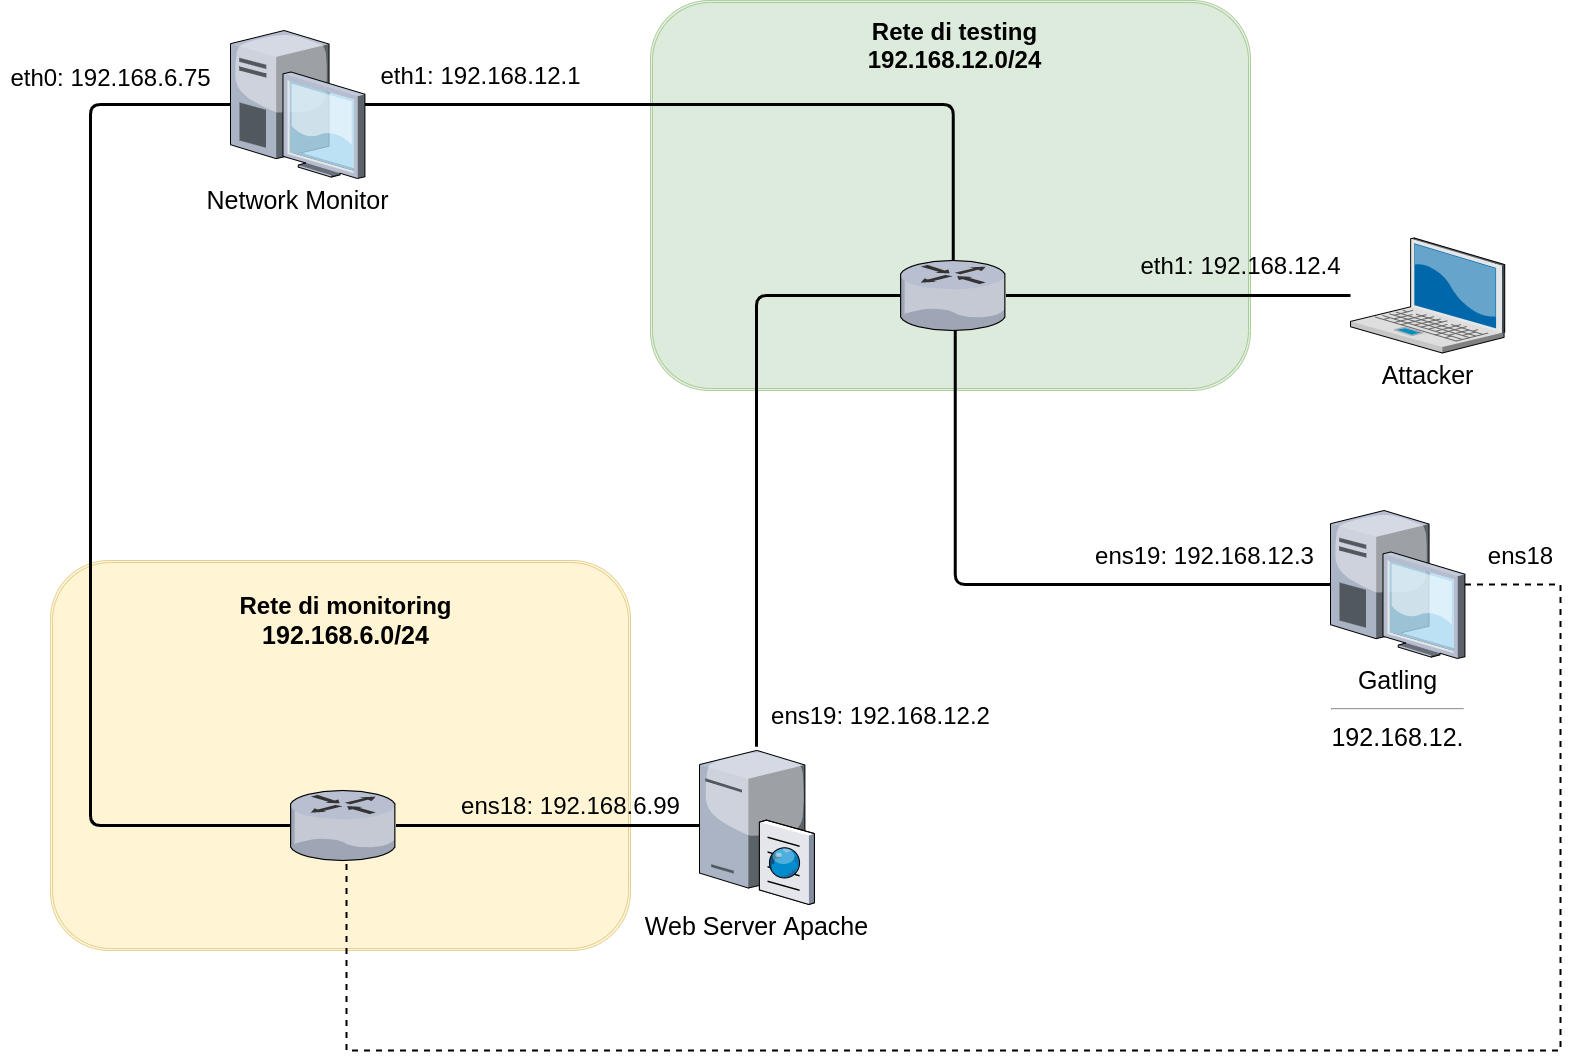 Rete di testing
192.168.12.0/24
eth0: 192.168.6.75
eth1: 192.168.12.1
Network Monitor
eth1: 192.168.12.4
Attacker
ens19: 192.168.12.3
ens18
Rete di monitoring
192.168.6.0/24
Gatling
192.168.12.
ens19: 192.168.12.2
ens18: 192.168.6.99
Web Server Apache